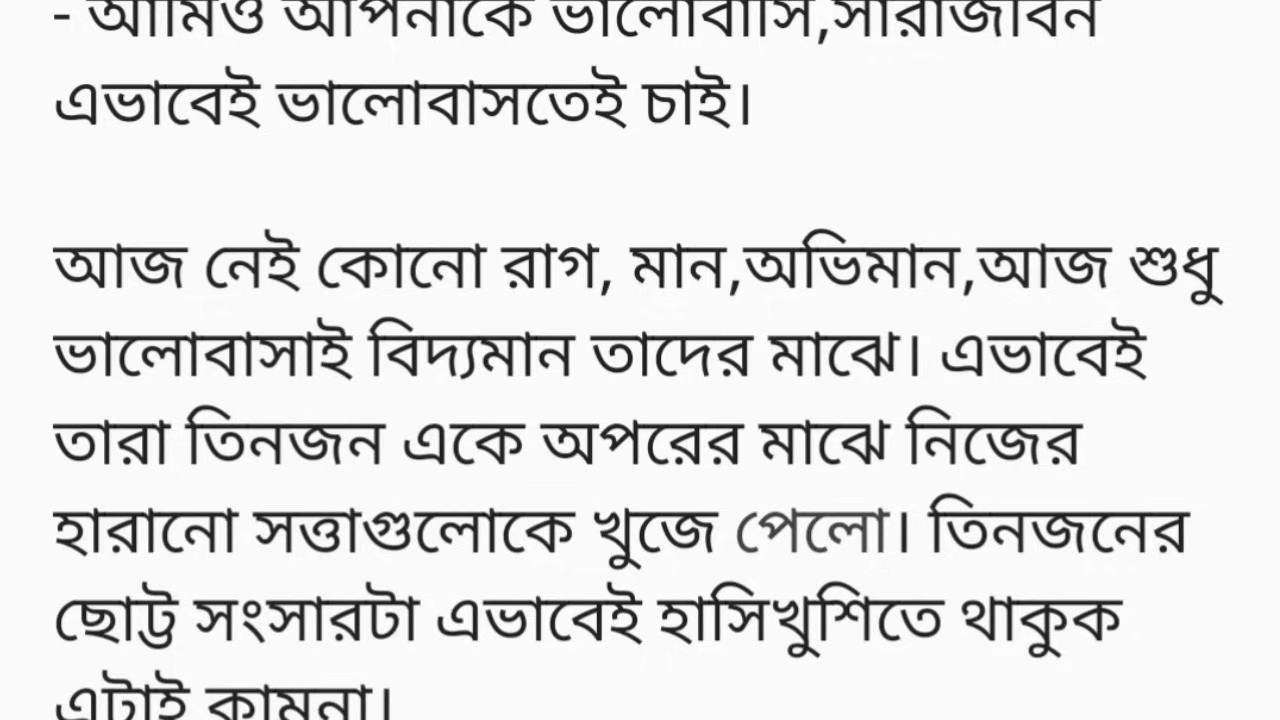 - আমিও আপনাকে ভালোবাসি,সারাজীবন
এভাবেই ভালোবাসতেই চাই।
আজ নেই কোনো রাগ, মান,অভিমান,আজ শুধু
ভালোবাসাই বিদ্যমান তাদের মাঝে। এভাবেই
তারা তিনজন একে অপরের মাঝে নিজের
হারানো সত্তাগুলোকে খুজে পেলো। তিনজনের
ছোট্ট সংসারটা এভাবেই হাসিখুশিতে থাকুক
এটাই কামনা।